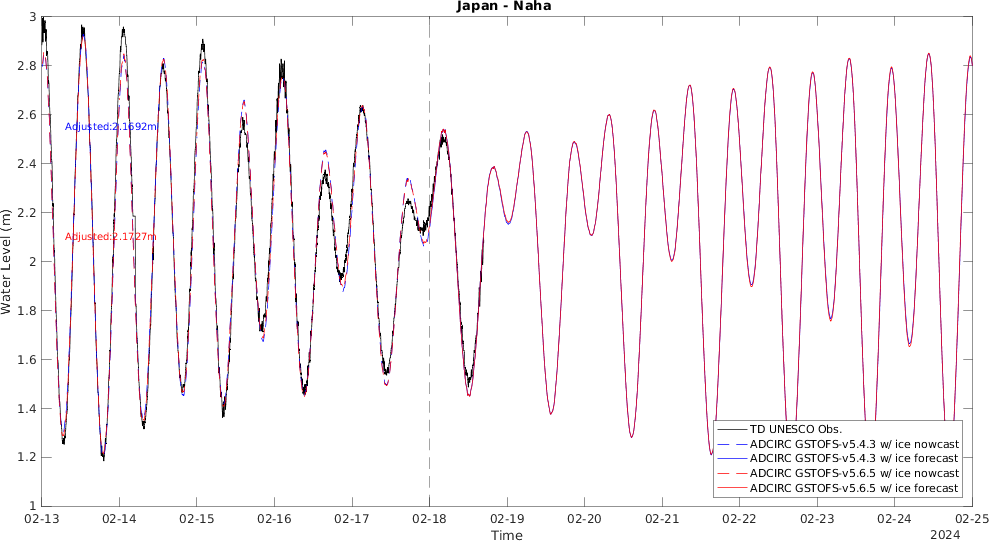 Japan - Naha
3
2.8
2.6
2.4
2.2
2
1.8
1.6
1.4
1.2
1
Water Level (m)
Adjusted:2.1692m
Adjusted:2.1727m
TD UNESCO Obs.
ADCIRC GSTOFS-v5.4.3 w/ ice nowcast
ADCIRC GSTOFS-v5.4.3 w/ ice forecast
ADCIRC GSTOFS-v5.6.5 w/ ice nowcast
ADCIRC GSTOFS-v5.6.5 w/ ice forecast
02-13 02-14 02-15 02-16 02-17 02-18 02-19 02-20 02-21 02-22 02-23 02-24 02-25
Time
2024